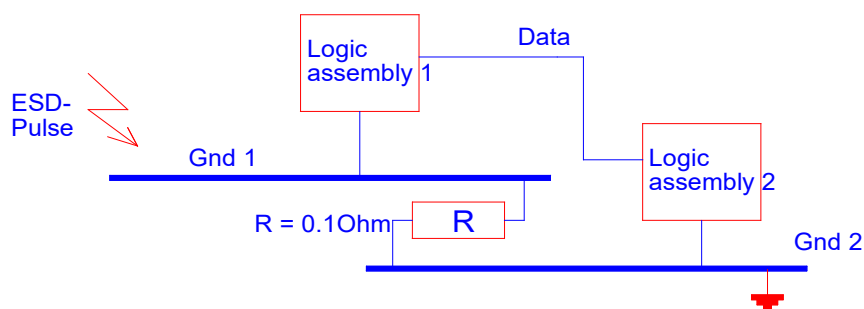 Logic
assembly 1
Data
ESD-
Pulse
Gnd 1
Logic
assembly 2
R = 0.1Ohm
R
Gnd 2